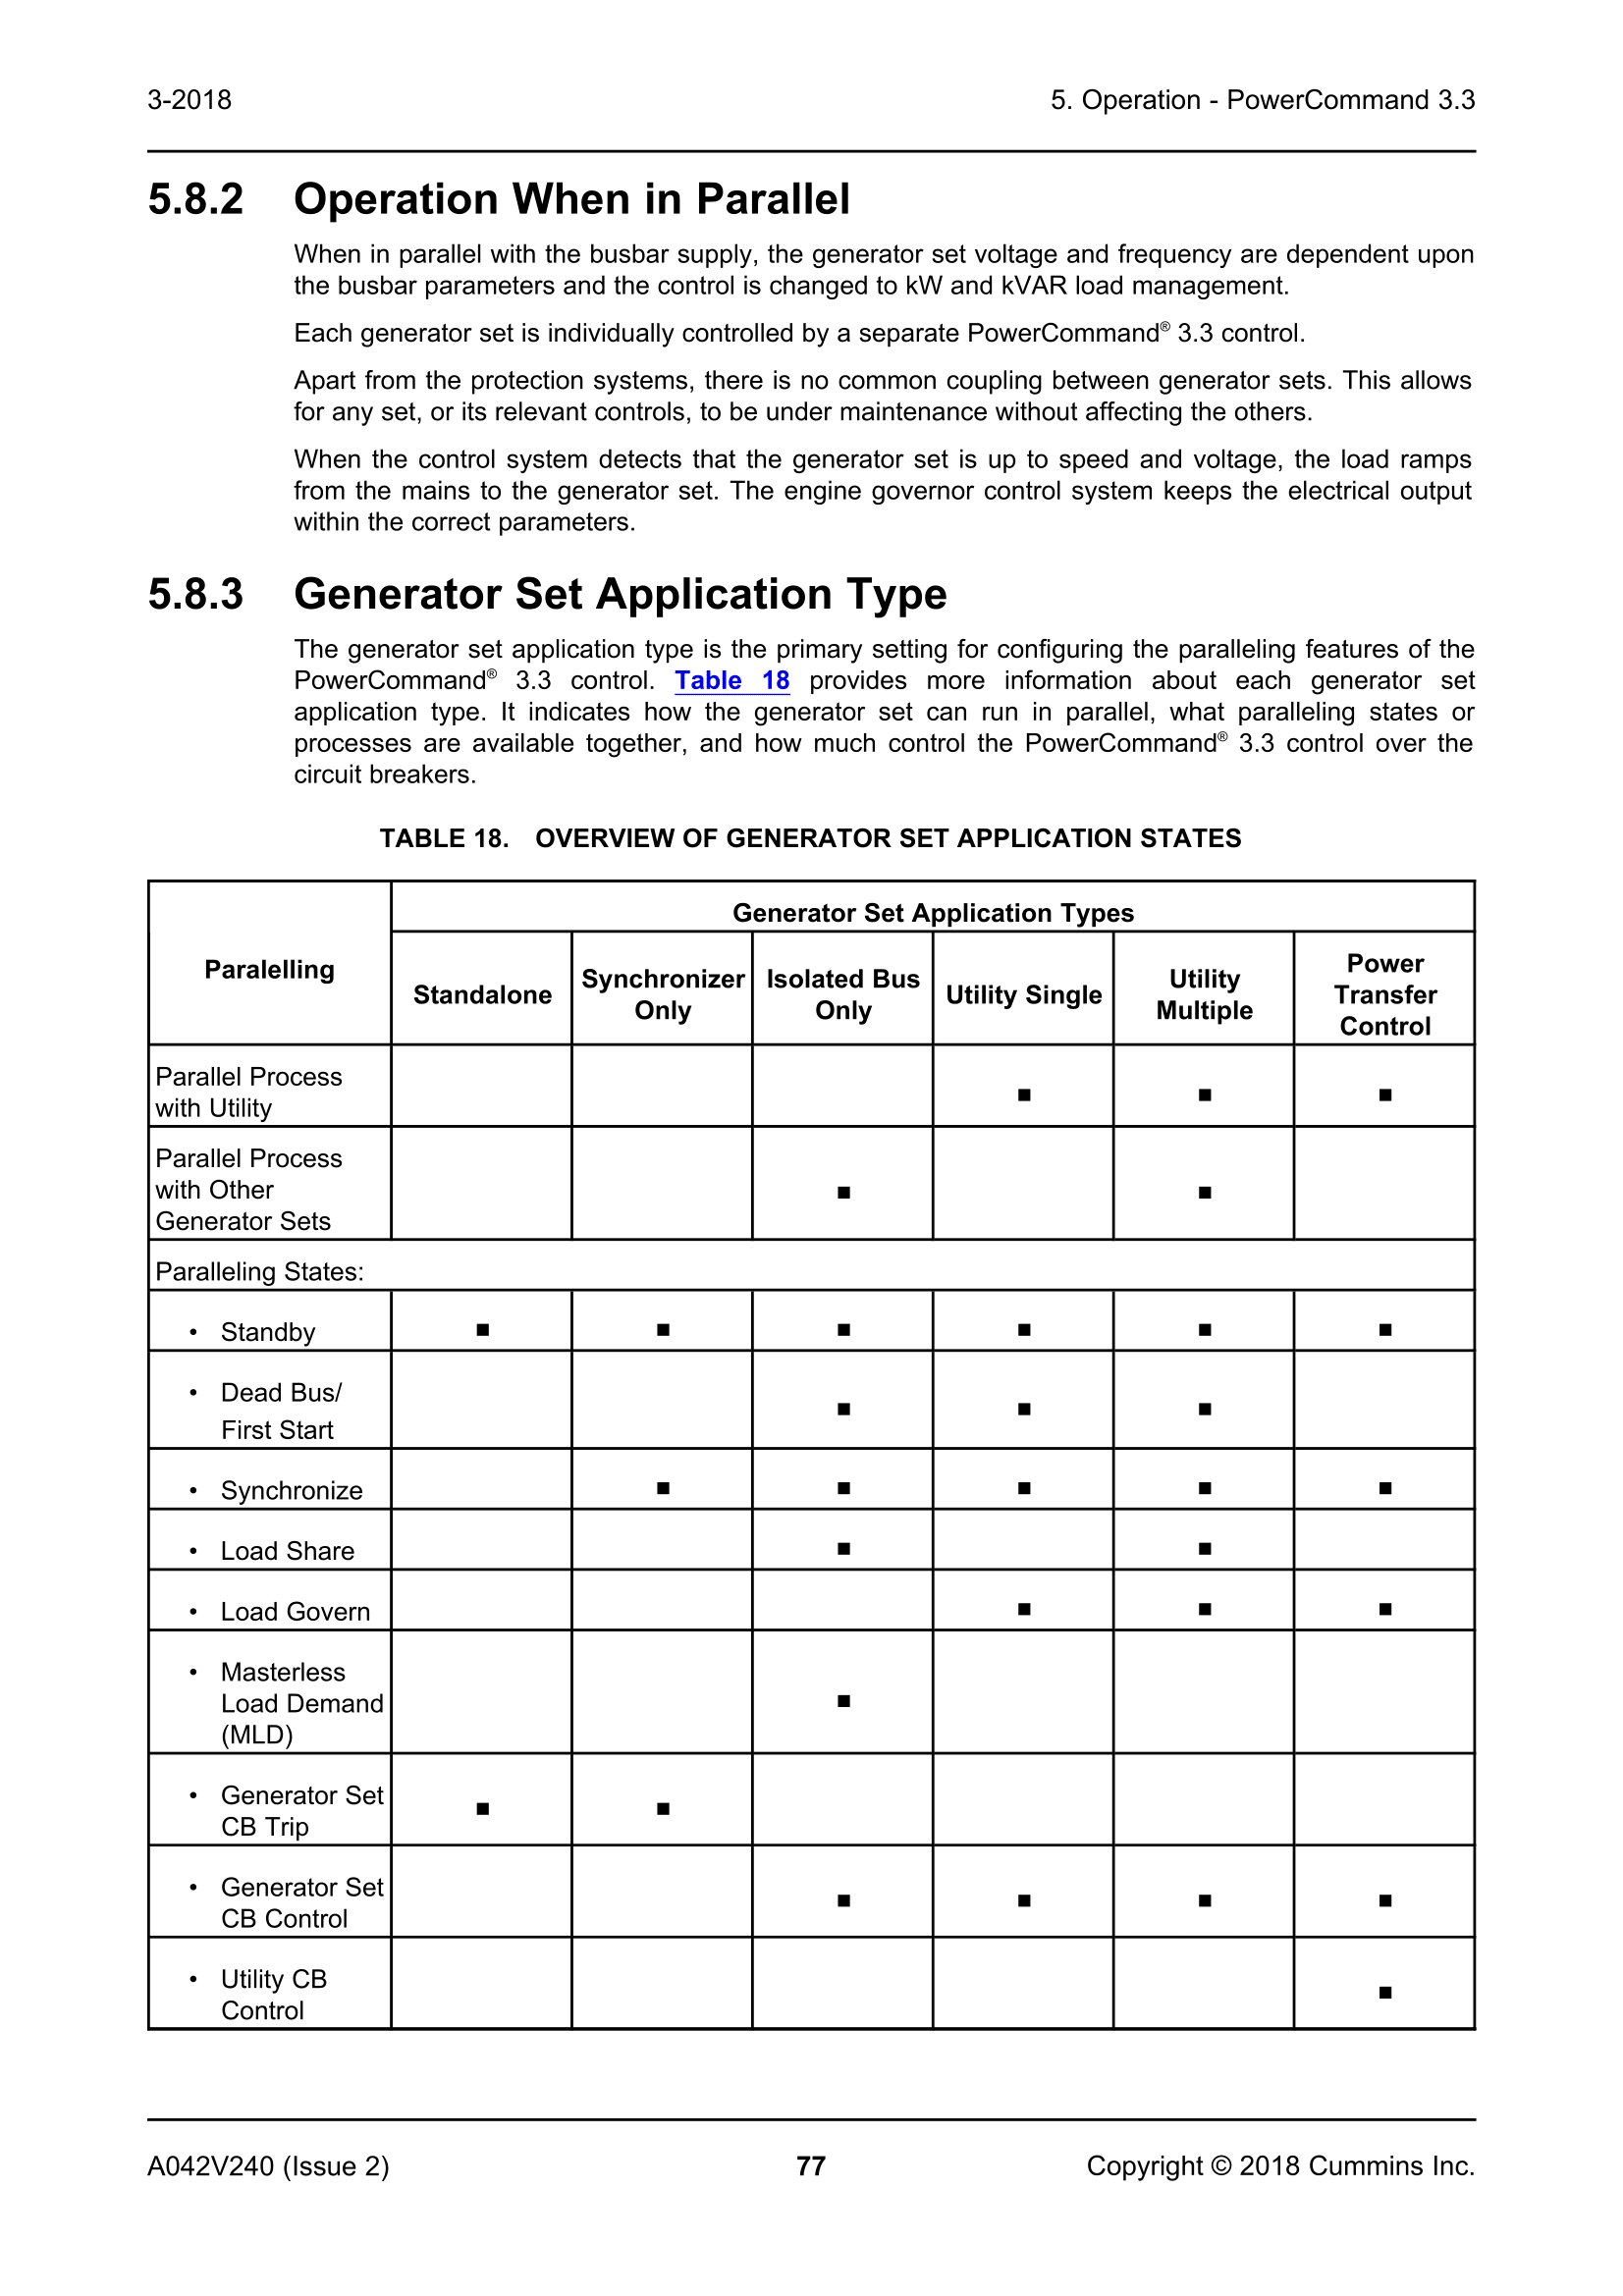 3-2018
5. Operation - PowerCommand 3.3
5.8.2 Operation When in Parallel
When in parallel with the busbar supply, the generator set voltage and frequency are dependent upon
the busbar parameters and the control is changed to kW and kVAR load management.
Each generator set is individually controlled by a separate PowerCommand® 3.3 control.
Apart from the protection systems, there is no common coupling between generator sets. This allows
for any set, or its relevant controls, to be under maintenance without affecting the others.
When the control system detects that the generator set is up to speed and voltage, the load ramps
from the mains to the generator set. The engine governor control system keeps the electrical output
within the correct parameters.
5.8.3 Generator Set Application Type
The generator set application type is the primary setting for configuring the paralleling features of the
PowerCommand® 3.3 control. Table 18 provides more information about each generator set
application type. It indicates how the generator set can run in parallel, what paralleling states or
processes are available together, and how much control the PowerCommand® 3.3 control over the
circuit breakers.
TABLE 18. OVERVIEW OF GENERATOR SET APPLICATION STATES
Paralelling
Generator Set Application Types
Standalone
Synchronizer
Only
Isolated Bus
Only
Utility Single
Utility
Multiple
Power
Transfer
Control
Parallel Process
with Utility
■ ■ ■
Parallel Process
with Other
Generator Sets
■ ■
Paralleling States:
• Standby ■ ■ ■ ■ ■ ■
• Dead Bus/
First Start
■ ■ ■
• Synchronize ■ ■ ■ ■ ■
• Load Share ■ ■
• Load Govern ■ ■ ■
• Masterless
Load Demand
(MLD)
■
• Generator Set
CB Trip
■ ■
• Generator Set
CB Control
■ ■ ■ ■
• Utility CB
Control
■
A042V240 (Issue 2)
77
Copyright © 2018 Cummins Inc.